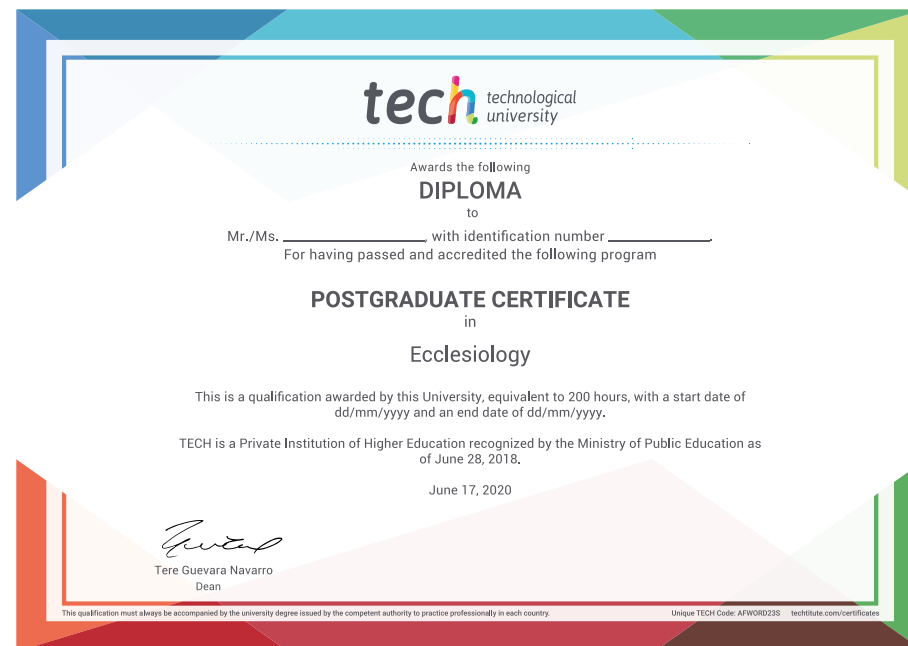 tech technological
university
Awards the following
DIPLOMA
to
Mr./Ms. ____________, with identification number ____________.
For having passed and accredited the following program
POSTGRADUATE CERTIFICATE
in
Ecclesiology
This is a qualification awarded by this University, equivalent to 200 hours, with a start date of
dd/mm/yyyy and an end date of dd/mm/yyyy.
TECH is a Private Institution of Higher Education recognized by the Ministry of Public Education as
of June 28, 2018.
June 17, 2020
Tere Guevara Navarro
Dean
This qualification must always be accompanied by the university degree issued by the competent authority to practice professionally in each country. Unique TECH Code: AFWORD23S techtitute.com/certificates